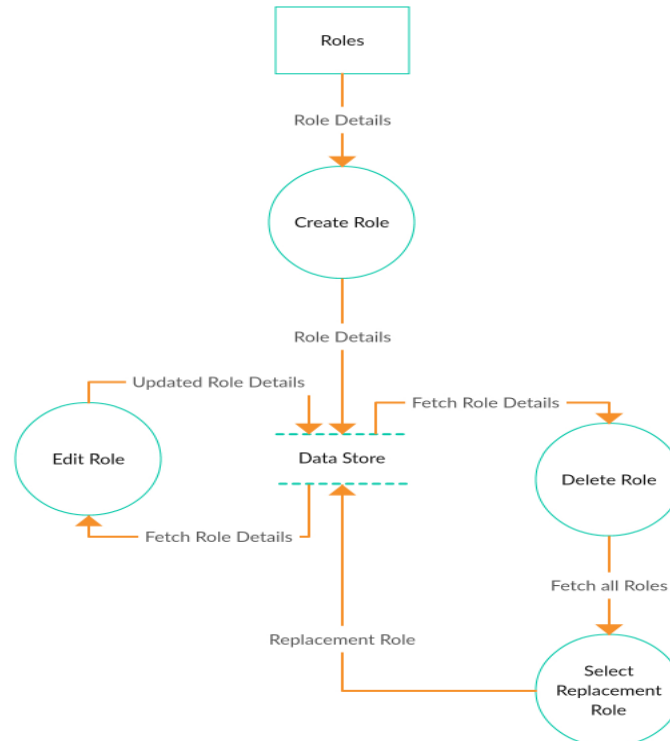 Roles
Role Details
Create Role
Role Details
Updated Role Details
Fetch Role Details
Edit Role
Data Store
Delete Role
Fetch Role Details
Fetch all Roles
Replacement Role
Select
Replacement
Role